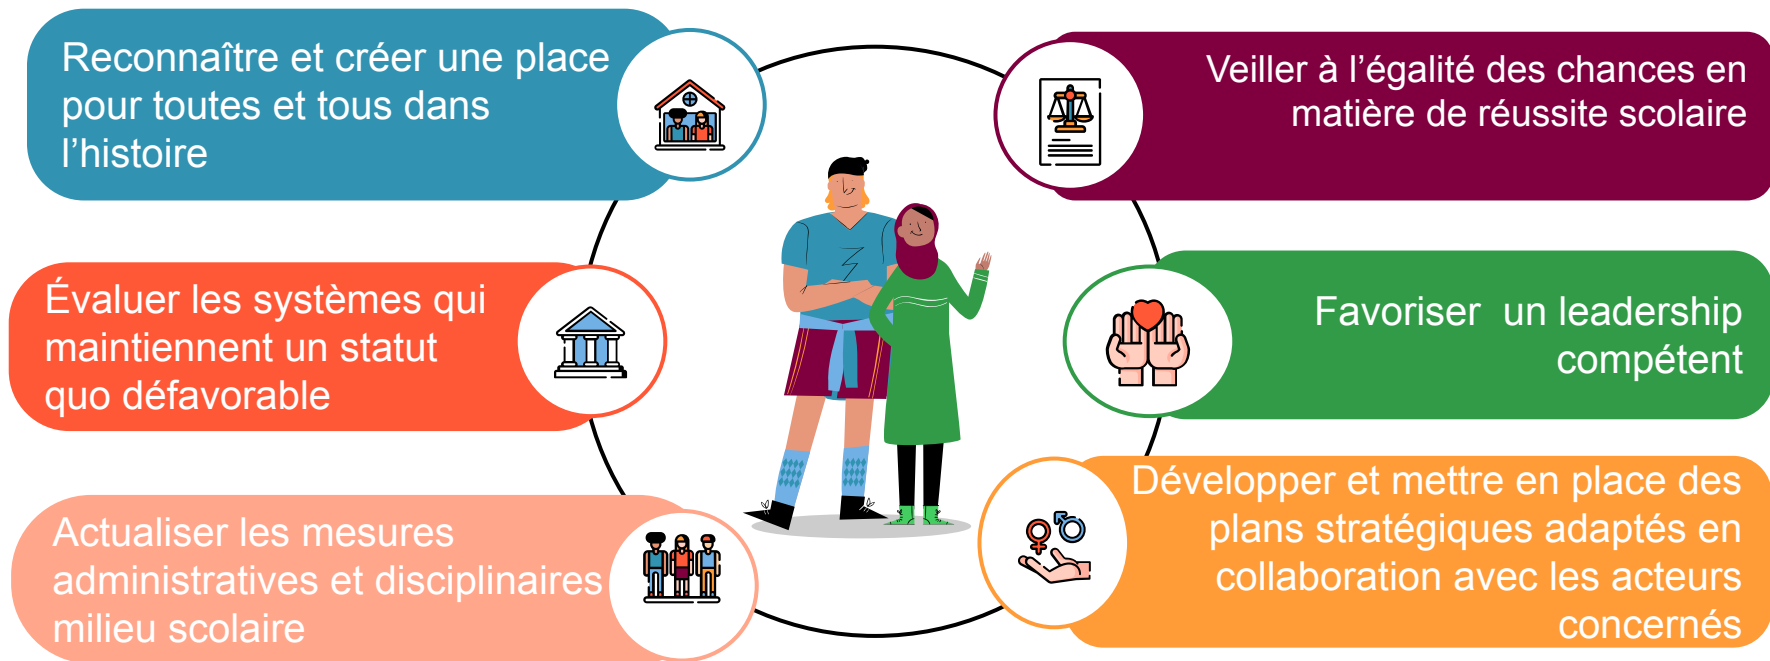 Reconnaître et créer une place
pour toutes et tous dans
l’histoire
Veiller à l’égalité des chances en
matière de réussite scolaire
Évaluer les systèmes qui
maintiennent un statut
quo défavorable
Favoriser  un leadership
compétent
Actualiser les mesures
administratives et disciplinaires
milieu scolaire
Développer et mettre en place des
plans stratégiques adaptés en
collaboration avec les acteurs
concernés